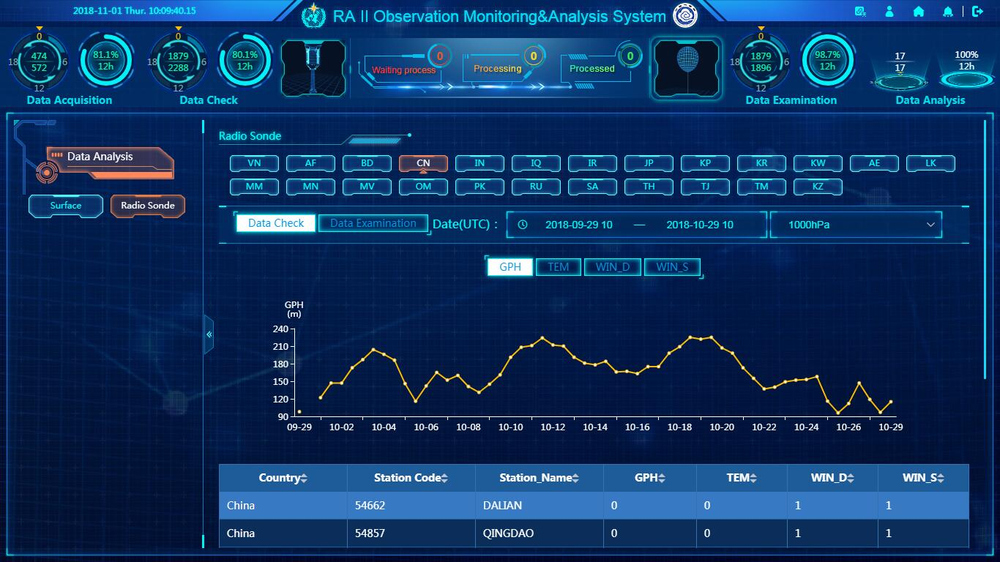 2018-11-01 Thur. 10:09:40.15
RA II Observation Monitoring&Analysis System
0
18 474 6
572
12
81.1%
12h
Data Acquisition
0
18 1879 6
2288
12
80.1%
12h
Data Check
Waiting process 0
Processing 0
Processed 0
0
18 1879 6
1896
12
98.7%
12h
Data Examination
17
17
100%
12h
Data Analysis
Data Analysis
Surface Radio Sonde
Radio Sonde
VN AF BD CN IN IQ IR JP KP KR KW AE LK
MM MN MV OM PK RU SA TH TJ TM KZ
Data Check Data Examination Date(UTC) : 2018-09-29 10 — 2018-10-29 10 1000hPa
GPH TEM WIN_D WIN_S
GPH
(m)
240
210
180
150
120
90
09-29 10-02 10-04 10-06 10-08 10-10 10-12 10-14 10-16 10-18 10-20 10-22 10-24 10-26 10-29
Country Station Code Station_Name GPH TEM WIN_D WIN_S
China 54662 DALIAN 0 0 1 1
China 54857 QINGDAO 0 0 1 1